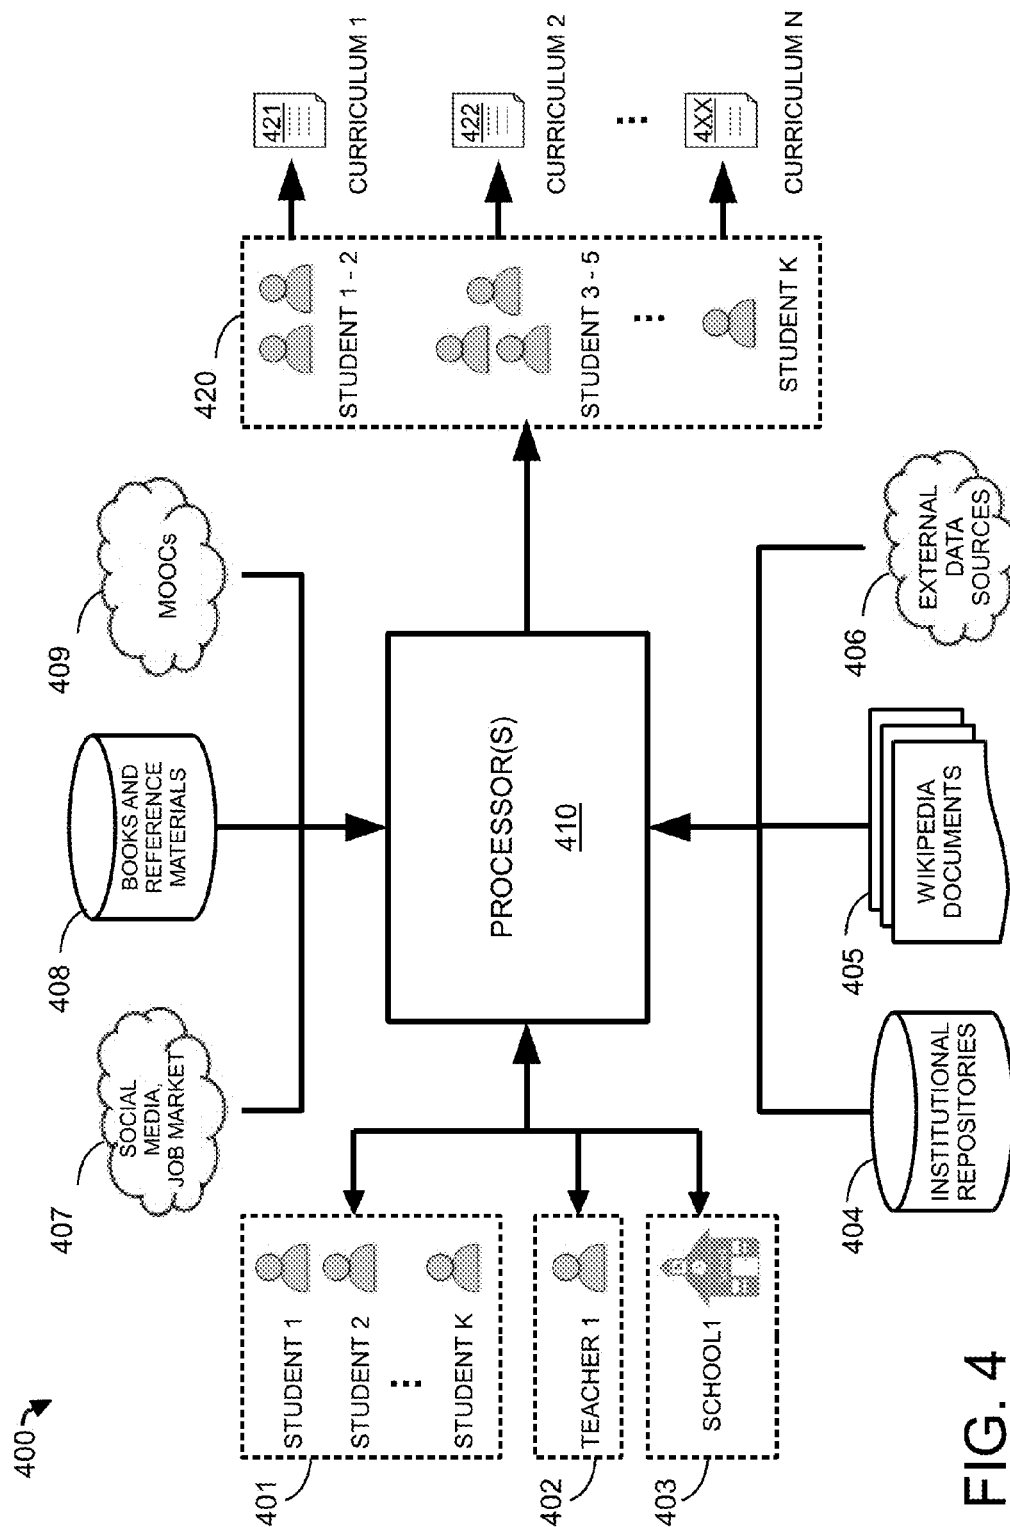 400
407
SOCIAL
MEDIA,
JOB MARKET
408
BOOKS AND
REFERENCE
MATERIALS
409
MOOCs
401
STUDENT 1
STUDENT 2
...
STUDENT K
402
TEACHER 1
403
SCHOOL1
PROCESSOR(S)
410
420
STUDENT 1 - 2
STUDENT 3 - 5
...
STUDENT K
421
CURRICULUM 1
422
CURRICULUM 2
...
4XX
CURRICULUM N
404
INSTITUTIONAL
REPOSITORIES
405
WIKIPEDIA
DOCUMENTS
406
EXTERNAL
DATA
SOURCES
FIG. 4